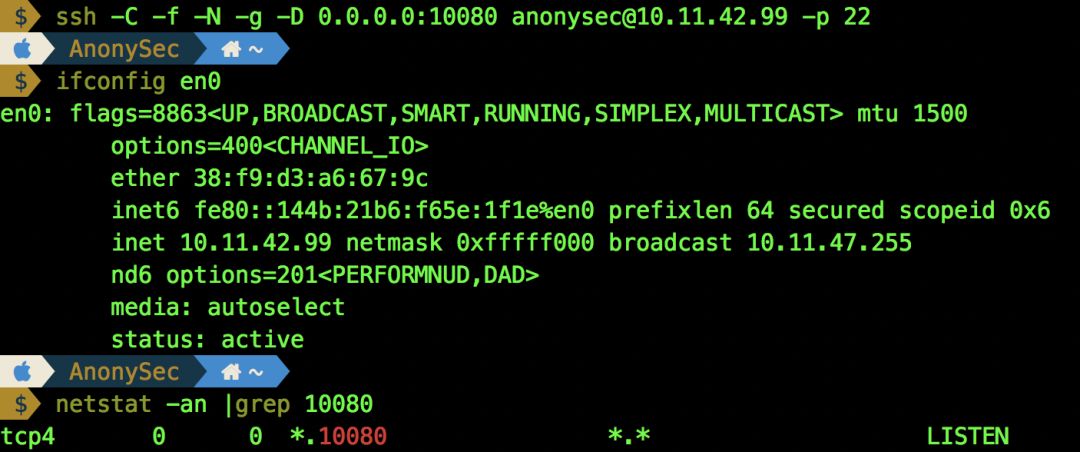 $ ssh -C -f -N -g -D 0.0.0.0:10080 anonysec@10.11.42.99 -p 22
AnonySec ~
$ ifconfig en0
en0: flags=8863<UP,BROADCAST,SMART,RUNNING,SIMPLEX,MULTICAST> mtu 1500
options=400<CHANNEL_IO>
ether 38:f9:d3:a6:67:9c
inet6 fe80::144b:21b6:f65e:1f1e%en0 prefixlen 64 secured scopeid 0x6
inet 10.11.42.99 netmask 0xfffff000 broadcast 10.11.47.255
nd6 options=201<PERFORMNUD,DAD>
media: autoselect
status: active
AnonySec ~
$ netstat -an |grep 10080
tcp4 0 0 *.10080 *.* LISTEN